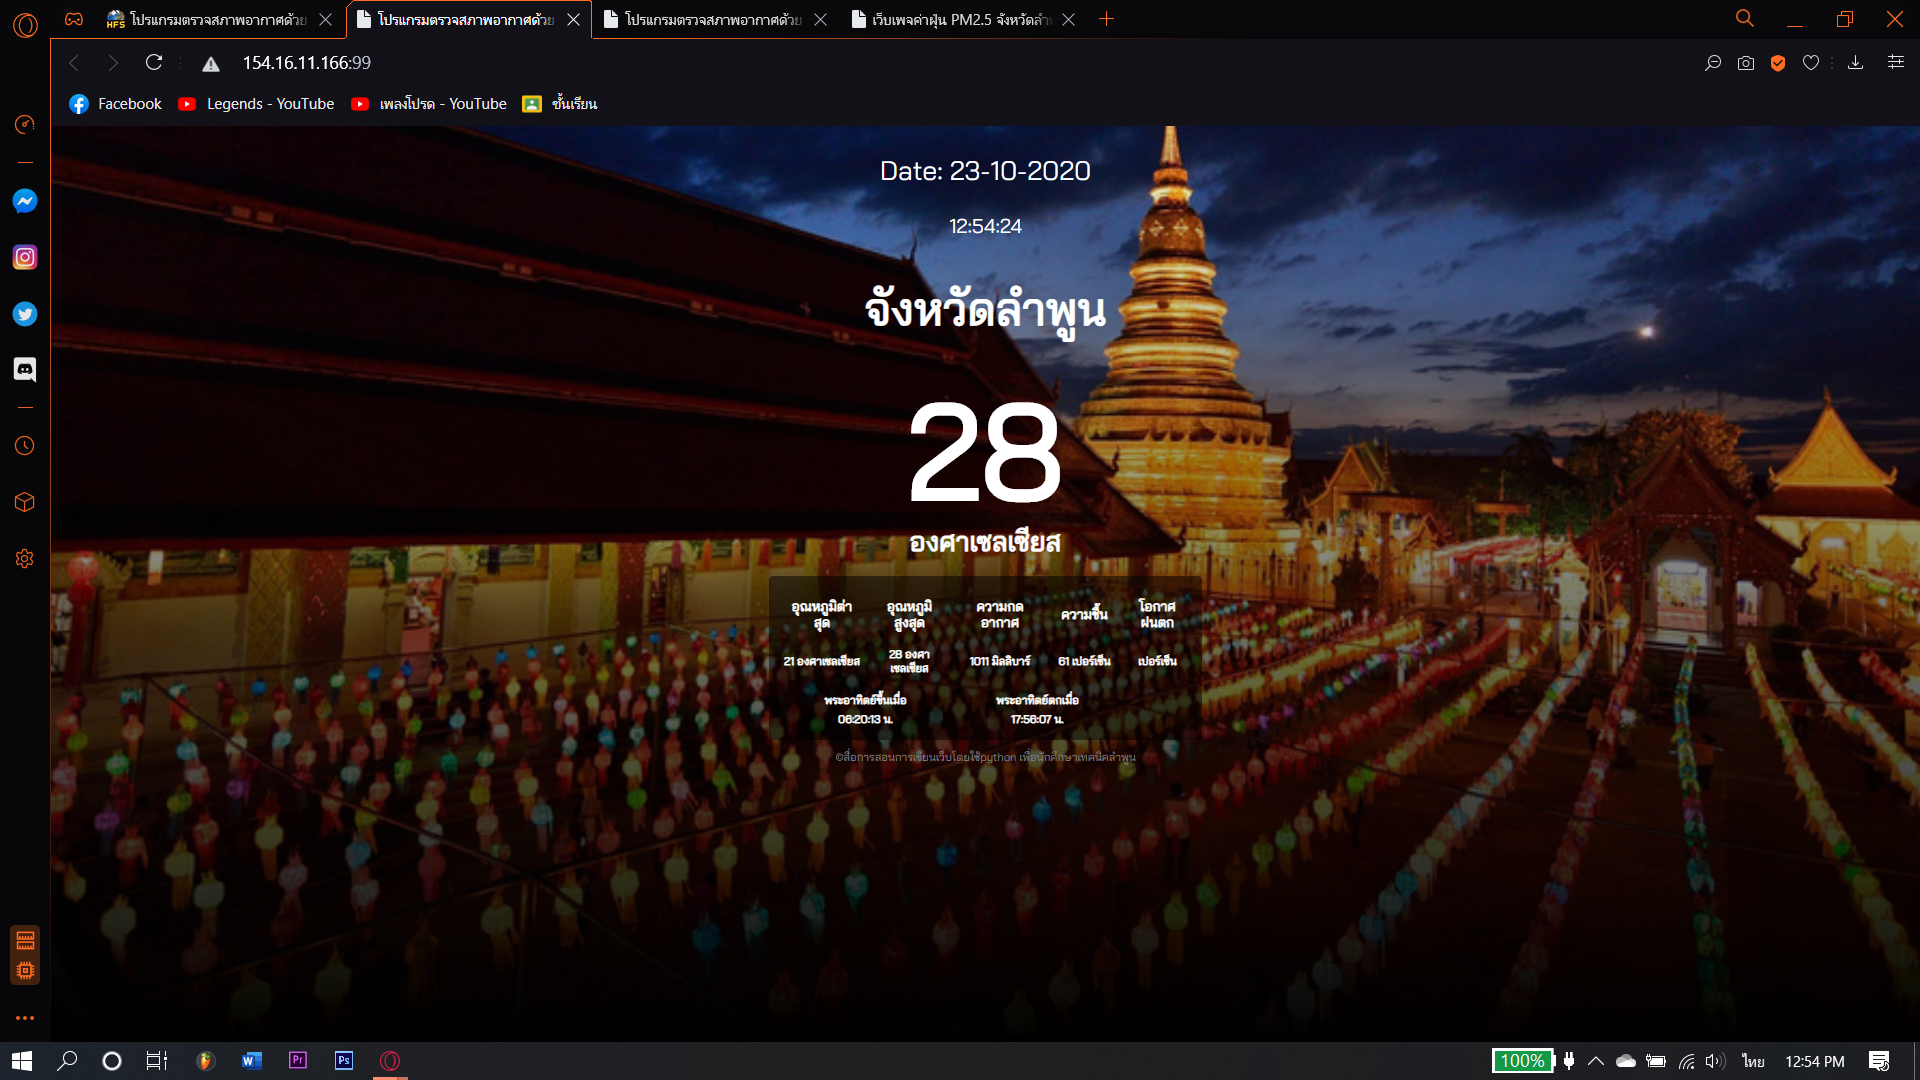 HFS
โปรแกรมตรวจสภาพอากาศด้วย
โปรแกรมตรวจสภาพอากาศด้วย
โปรแกรมตรวจสภาพอากาศด้วย
เว็บเพจค่าฝุ่น PM2.5 จังหวัดลำพ
154.16.11.166:99
Facebook
Legends - YouTube
เพลงโปรด - YouTube
ชั้นเรียน
Date: 23-10-2020
12:54:24
จังหวัดลำพูน
28
องศาเซลเซียส
อุณหภูมิต่ำ
สุด
อุณหภูมิ
สูงสุด
ความกด
อากาศ
ความชื้น
โอกาศ
ฝนตก
21 องศาเซลเซียส
28 องศา
เซลเซียส
1011 มิลลิบาร์
61 เปอร์เซ็น
เปอร์เซ็น
พระอาทิตย์ขึ้นเมื่อ
06:20:13 น.
พระอาทิตย์ตกเมื่อ
17:56:07 น.
©สื่อการสอนการเขียนเว็บโดยใช้python เพื่อนักศึกษาเทคนิคลำพูน
W
Pr
Ps
100%
ไทย
12:54 PM